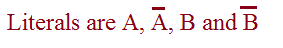 Literals are A, A̅, B and B̅